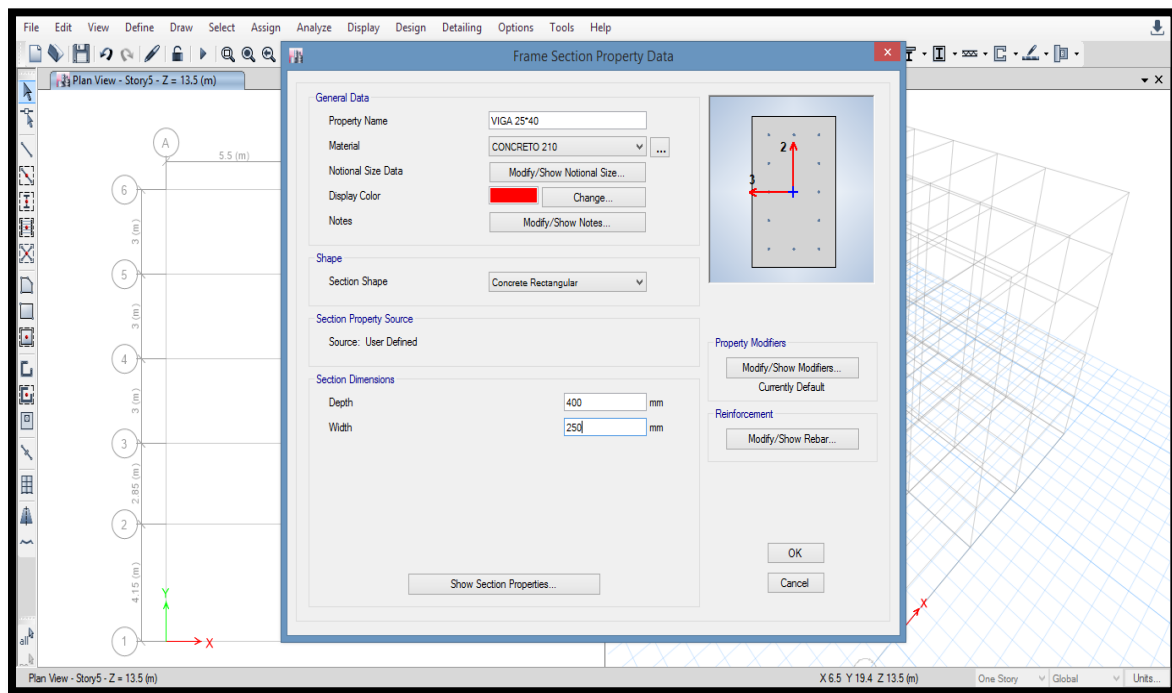 File Edit View Define Draw Select Assign Analyze Display Design Detailing Options Tools Help
Frame Section Property Data
Plan View - Story5 - Z = 13.5 (m)
General Data
Property Name VIGA 25*40
Material CONCRETO 210 ...
Notional Size Data Modify/Show Notional Size...
Display Color Change...
Notes Modify/Show Notes...
Shape
Section Shape Concrete Rectangular
Section Property Source
Source: User Defined
Section Dimensions
Depth 400 mm
Width 250 mm
Show Section Properties...
2
3
Property Modifiers
Modify/Show Modifiers...
Currently Default
Reinforcement
Modify/Show Rebar...
OK
Cancel
A
5.5 (m)
6
3 (m)
5
3 (m)
4
3 (m)
3
2.85 (m)
2
4.15 (m)
1
Y
X
X
all
Plan View - Story5 - Z = 13.5 (m) X 6.5 Y 19.4 Z 13.5 (m) One Story Global Units...